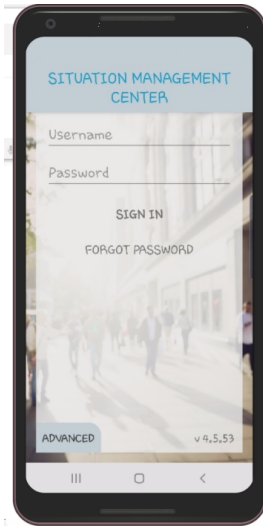 SITUATION MANAGEMENT
CENTER
Username
Password
SIGN IN
FORGOT PASSWORD
ADVANCED
v 4.5.53